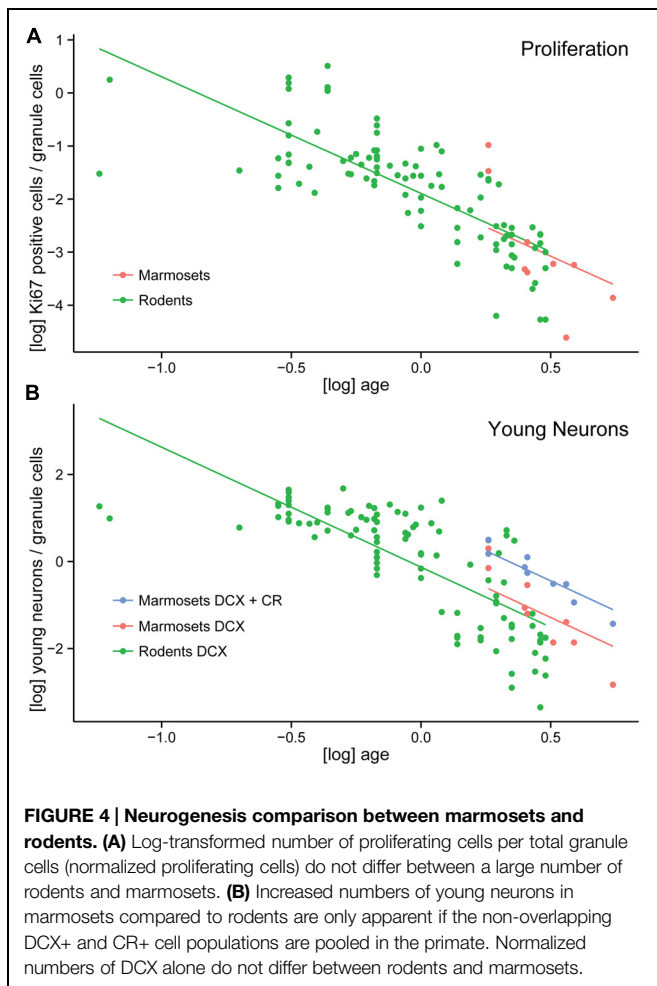 A
Proliferation
[log] Ki67 positive cells / granule cells
1
0
−1
−2
−3
−4
Marmosets
Rodents
−1.0
−0.5
0.0
0.5
[log] age
B
Young Neurons
[log] young neurons / granule cells
2
0
−2
Marmosets DCX + CR
Marmosets DCX
Rodents DCX
−1.0
−0.5
0.0
0.5
[log] age
FIGURE 4 | Neurogenesis comparison between marmosets and
rodents. (A) Log-transformed number of proliferating cells per total granule
cells (normalized proliferating cells) do not differ between a large number of
rodents and marmosets. (B) Increased numbers of young neurons in
marmosets compared to rodents are only apparent if the non-overlapping
DCX+ and CR+ cell populations are pooled in the primate. Normalized
numbers of DCX alone do not differ between rodents and marmosets.